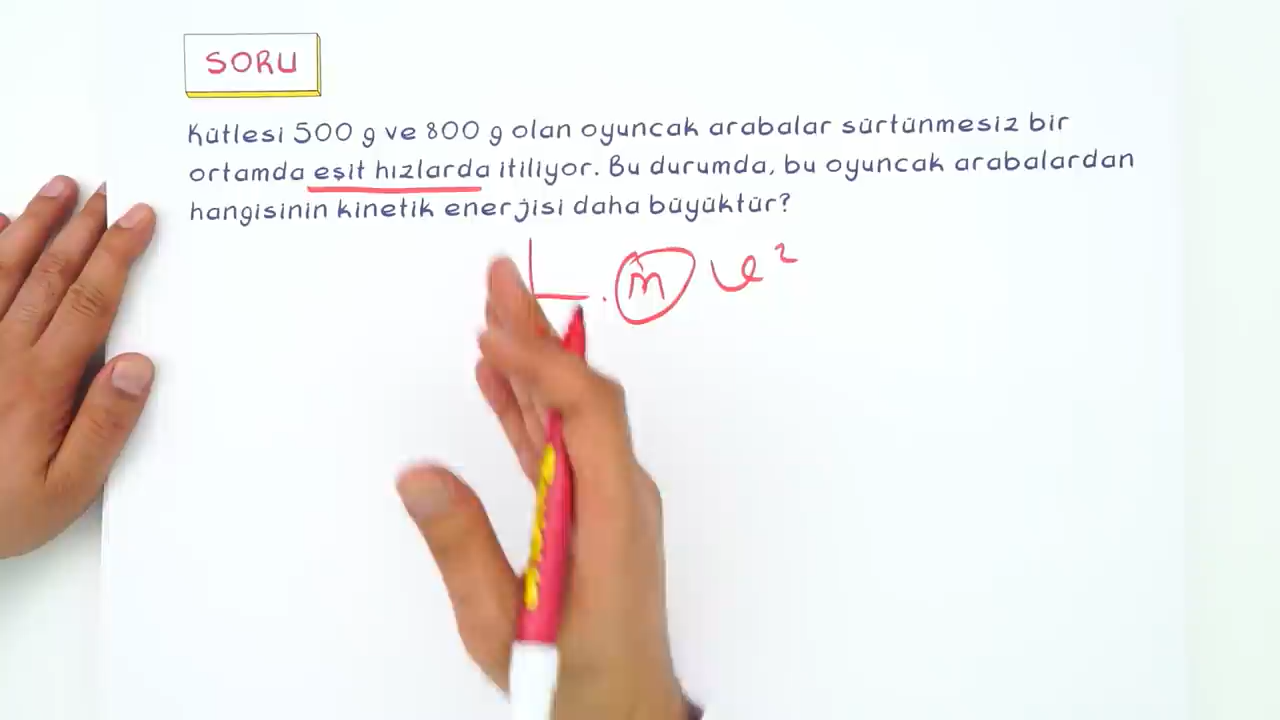 SORU
Kütlesi 500 g ve 800 g olan oyuncak arabalar sürtünmesiz bir
ortamda eşit hızlarda itiliyor. Bu durumda, bu oyuncak arabalardan
hangisinin kinetik enerjisi daha büyüktür?
1 . m v²